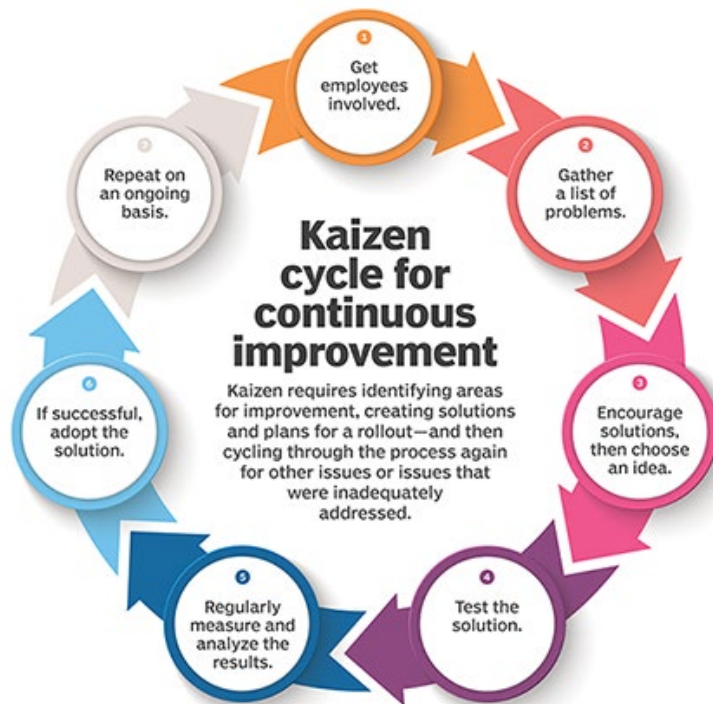 1
Get
employees
involved.
2
Gather
a list of
problems.
3
Encourage
solutions,
then choose
an idea.
4
Test the
solution.
5
Regularly
measure and
analyze the
results.
6
If successful,
adopt the
solution.
7
Repeat on
an ongoing
basis.
Kaizen
cycle for
continuous
improvement
Kaizen requires identifying areas
for improvement, creating solutions
and plans for a rollout—and then
cycling through the process again
for other issues or issues that
were inadequately
addressed.